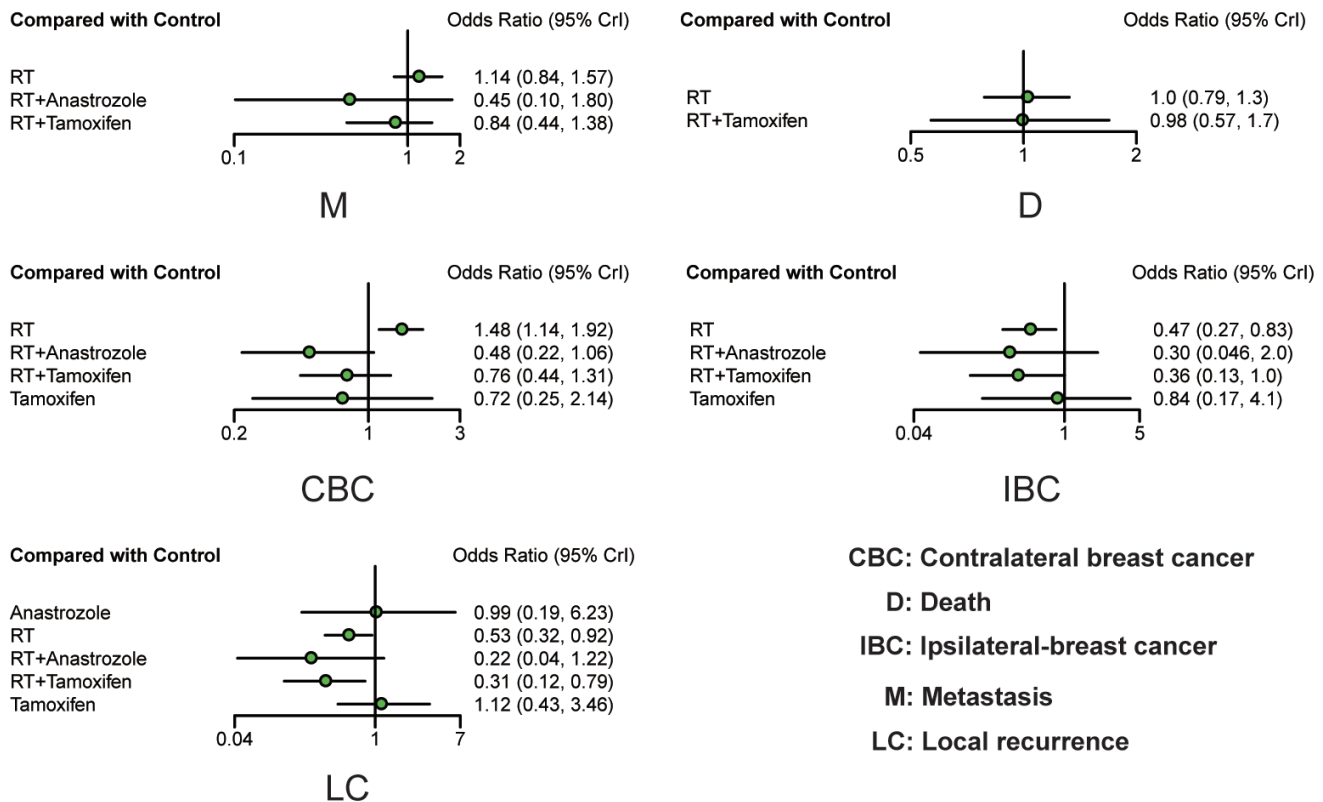 Compared with Control Odds Ratio (95% CrI)
RT 1.14 (0.84, 1.57)
RT+Anastrozole 0.45 (0.10, 1.80)
RT+Tamoxifen 0.84 (0.44, 1.38)
0.1 1 2
M
Compared with Control Odds Ratio (95% CrI)
RT 1.0 (0.79, 1.3)
RT+Tamoxifen 0.98 (0.57, 1.7)
0.5 1 2
D
Compared with Control Odds Ratio (95% CrI)
RT 1.48 (1.14, 1.92)
RT+Anastrozole 0.48 (0.22, 1.06)
RT+Tamoxifen 0.76 (0.44, 1.31)
Tamoxifen 0.72 (0.25, 2.14)
0.2 1 3
CBC
Compared with Control Odds Ratio (95% CrI)
RT 0.47 (0.27, 0.83)
RT+Anastrozole 0.30 (0.046, 2.0)
RT+Tamoxifen 0.36 (0.13, 1.0)
Tamoxifen 0.84 (0.17, 4.1)
0.04 1 5
IBC
Compared with Control Odds Ratio (95% CrI)
Anastrozole 0.99 (0.19, 6.23)
RT 0.53 (0.32, 0.92)
RT+Anastrozole 0.22 (0.04, 1.22)
RT+Tamoxifen 0.31 (0.12, 0.79)
Tamoxifen 1.12 (0.43, 3.46)
0.04 1 7
LC
CBC: Contralateral breast cancer
D: Death
IBC: Ipsilateral-breast cancer
M: Metastasis
LC: Local recurrence